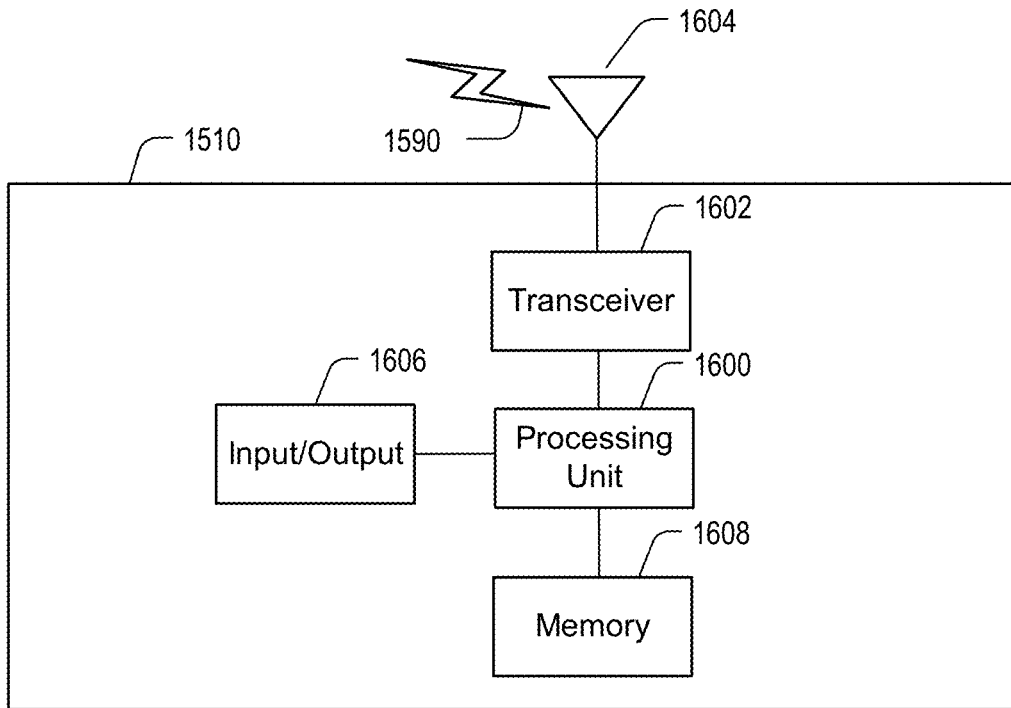 1604
1590
1510
1602
Transceiver
1606
1600
Input/Output
Processing
Unit
1608
Memory